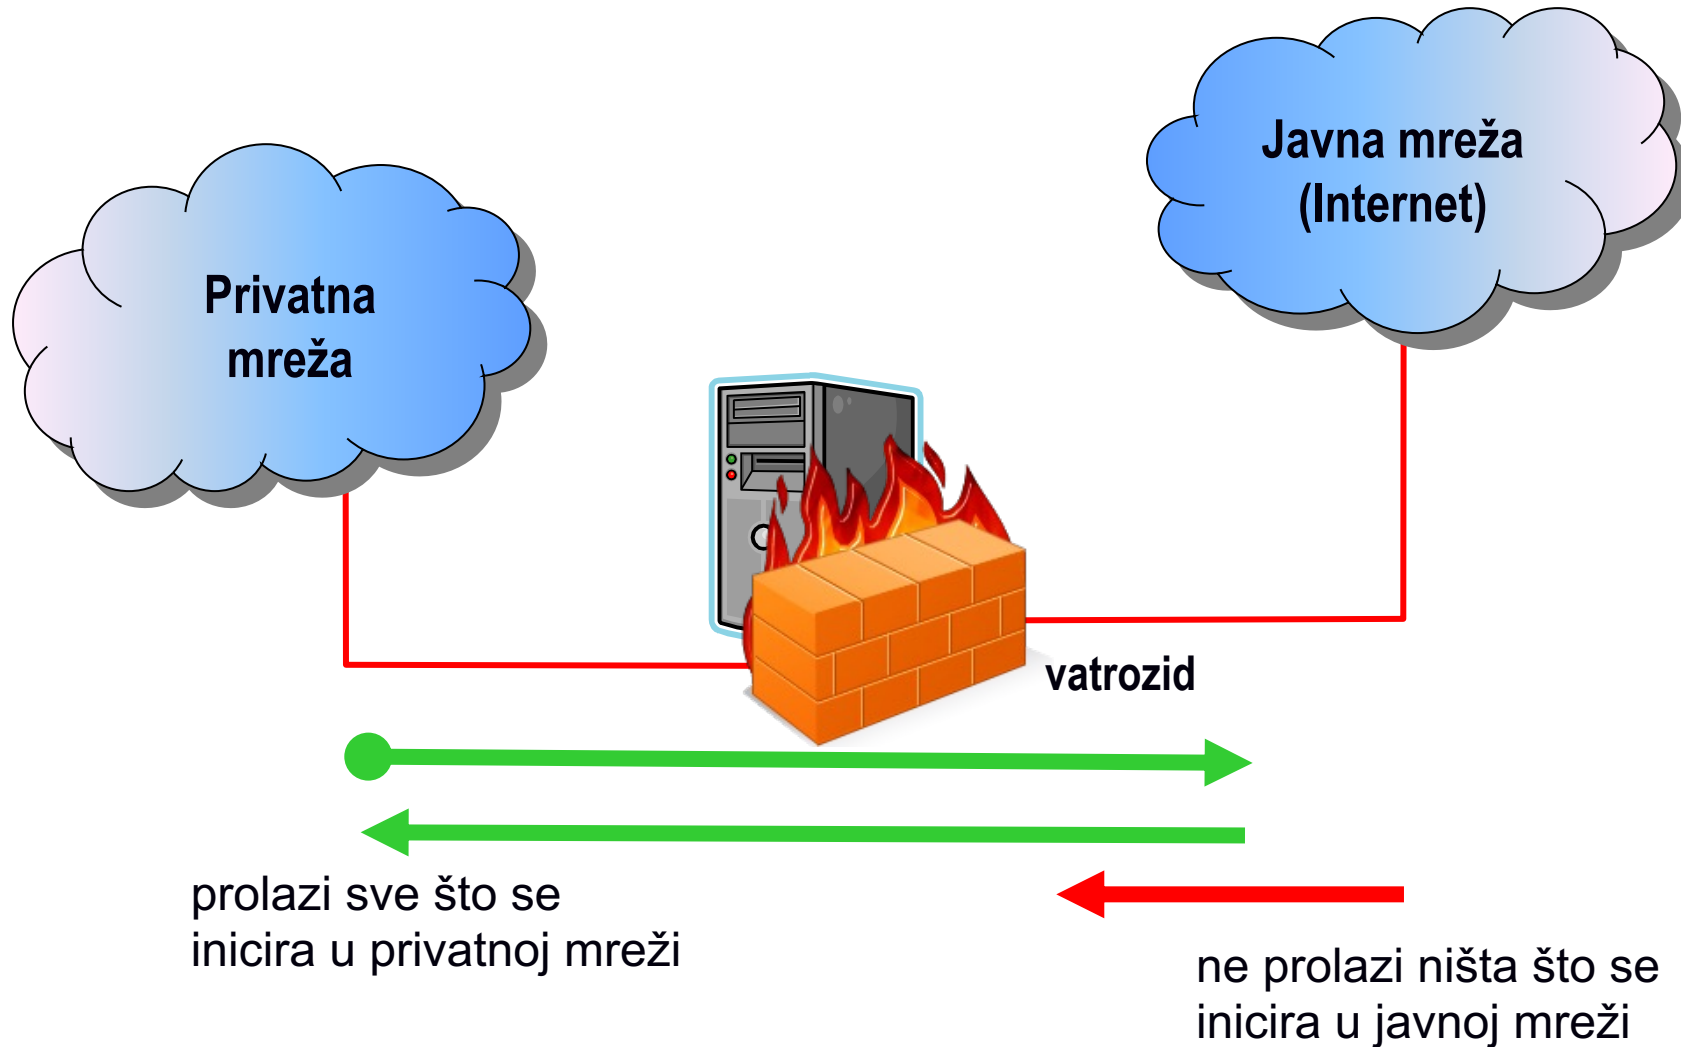 Javna mreža
(Internet)
Privatna
mreža
vatrozid
prolazi sve što se
inicira u privatnoj mreži
ne prolazi ništa što se
inicira u javnoj mreži